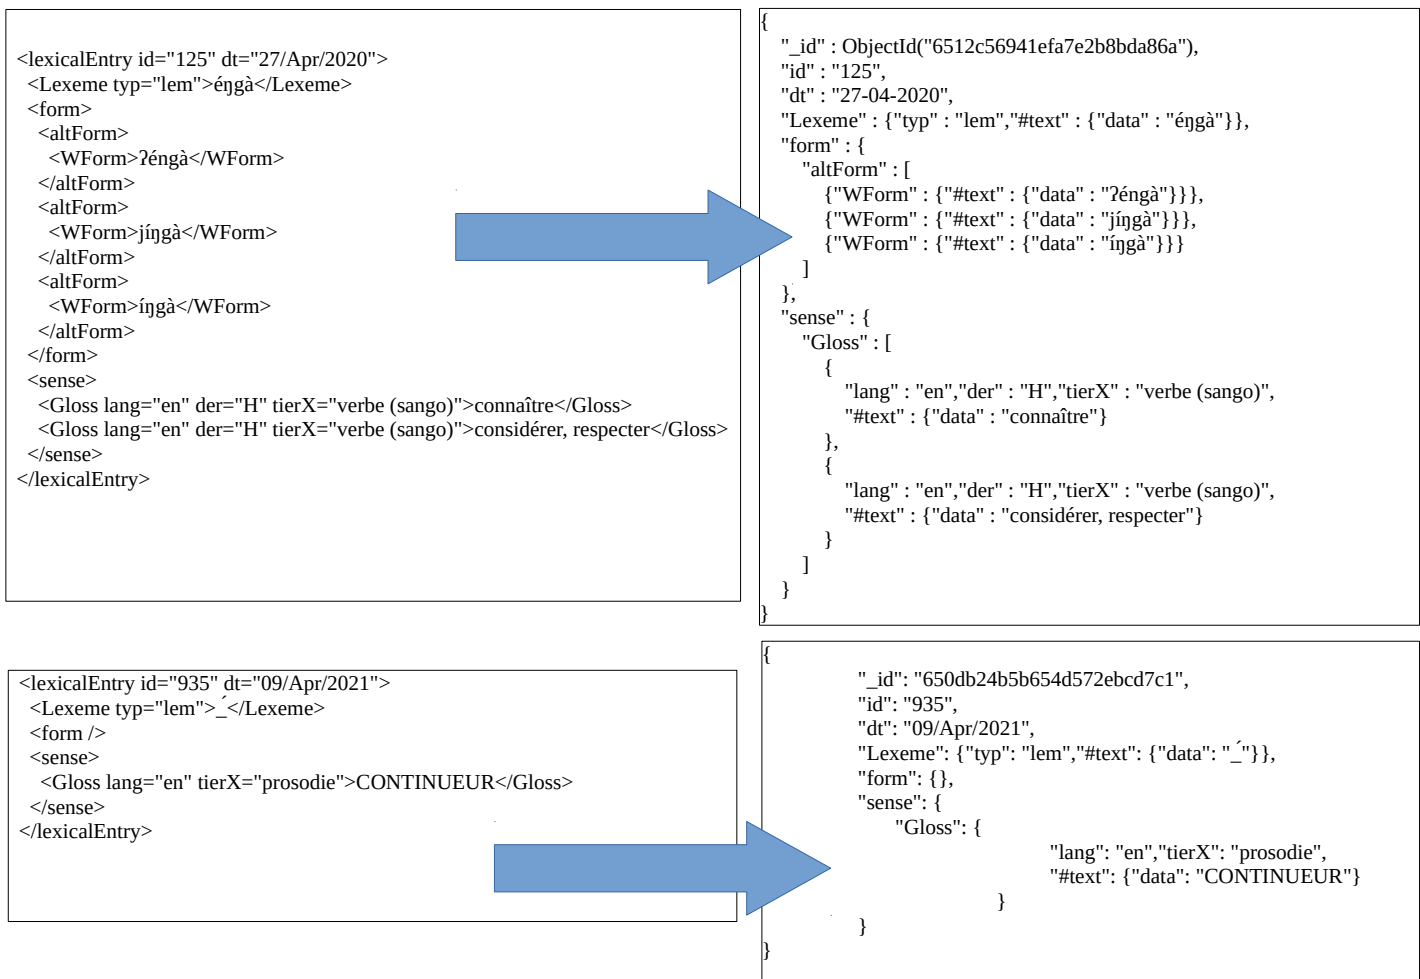 <lexicalEntry id="125" dt="27/Apr/2020">
<Lexeme typ="lem">éŋgà</Lexeme>
<form>
<altForm>
<WForm>ʔéngà</WForm>
</altForm>
<altForm>
<WForm>jíŋgà</WForm>
</altForm>
<altForm>
<WForm>íŋgà</WForm>
</altForm>
</form>
<sense>
<Gloss lang="en" der="H" tierX="verbe (sango)">connaître</Gloss>
<Gloss lang="en" der="H" tierX="verbe (sango)">considérer, respecter</Gloss>
</sense>
</lexicalEntry>
{
"_id" : ObjectId("6512c56941efa7e2b8bda86a"),
"id" : "125",
"dt" : "27-04-2020",
"Lexeme" : {"typ" : "lem","#text" : {"data" : "éŋgà"}},
"form" : {
"altForm" : [
{"WForm" : {"#text" : {"data" : "ʔéngà"}}},
{"WForm" : {"#text" : {"data" : "jíŋgà"}}},
{"WForm" : {"#text" : {"data" : "íŋgà"}}}
]
},
"sense" : {
"Gloss" : [
{
"lang" : "en","der" : "H","tierX" : "verbe (sango)",
"#text" : {"data" : "connaître"}
},
{
"lang" : "en","der" : "H","tierX" : "verbe (sango)",
"#text" : {"data" : "considérer, respecter"}
}
]
}
}
<lexicalEntry id="935" dt="09/Apr/2021">
<Lexeme typ="lem">_́</Lexeme>
<form />
<sense>
<Gloss lang="en" tierX="prosodie">CONTINUEUR</Gloss>
</sense>
</lexicalEntry>
{
"_id": "650db24b5b654d572ebcd7c1",
"id": "935",
"dt": "09/Apr/2021",
"Lexeme": {"typ": "lem","#text": {"data": "_́"}},
"form": {},
"sense": {
"Gloss": {
"lang": "en","tierX": "prosodie",
"#text": {"data": "CONTINUEUR"}
}
}
}